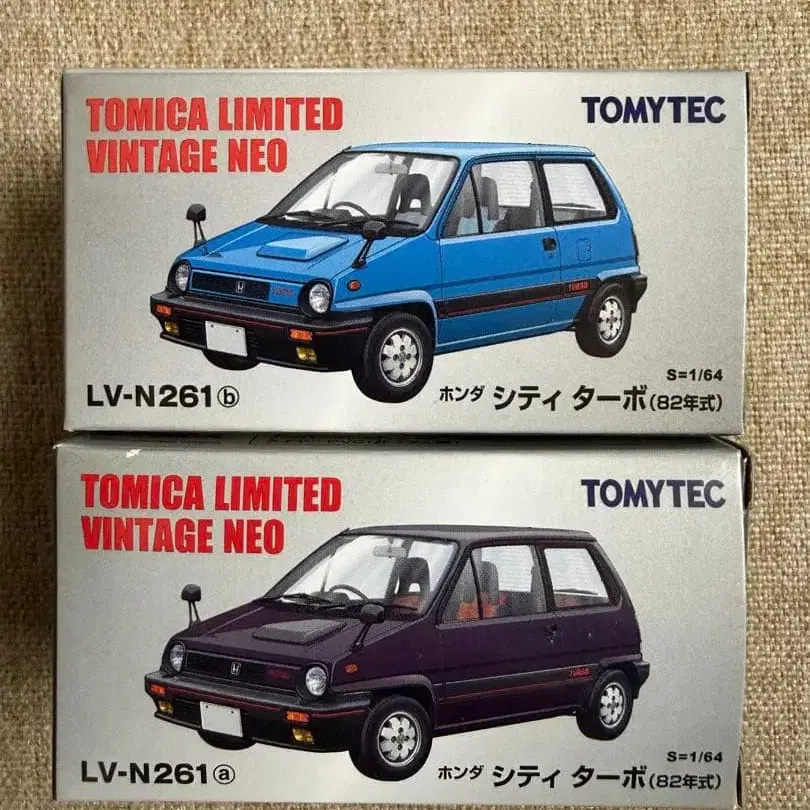 TOMICA LIMITED
VINTAGE NEO
TOMYTEC
TURBO
S=1/64
LV-N261ⓑ
ホンダ シティ ターボ(82年式)
TOMICA LIMITED
VINTAGE NEO
TOMYTEC
TURBO
S=1/64
LV-N261ⓐ
ホンダ シティ ターボ(82年式)